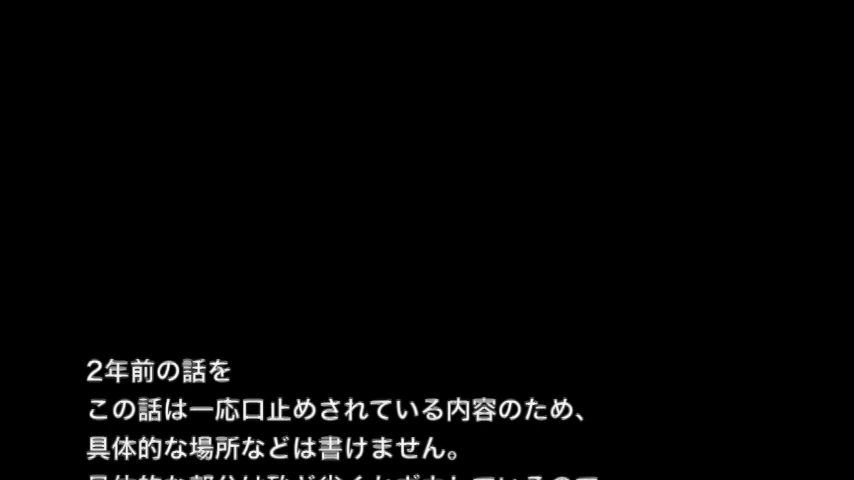 2年前の話を
この話は一応口止めされている内容のため、
具体的な場所などは書けません。